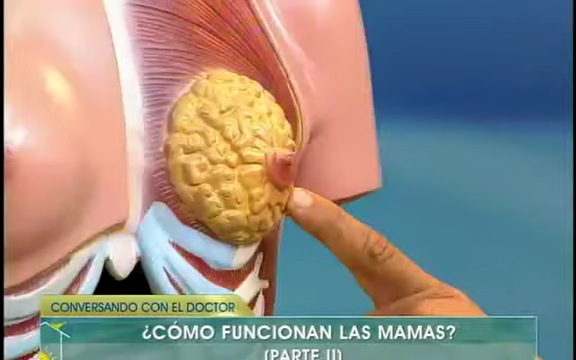 CONVERSANDO CON EL DOCTOR
¿CÓMO FUNCIONAN LAS MAMAS?
(PARTE II)